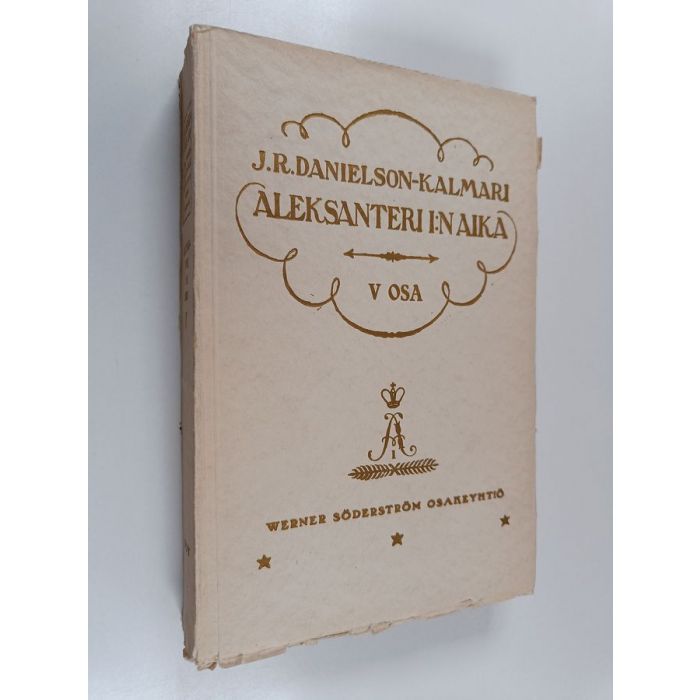 J.R. DANIELSON-KALMARI
ALEKSANTERI I:N AIKA
V OSA
A I
WERNER SÖDERSTRÖM OSAKEYHTIÖ